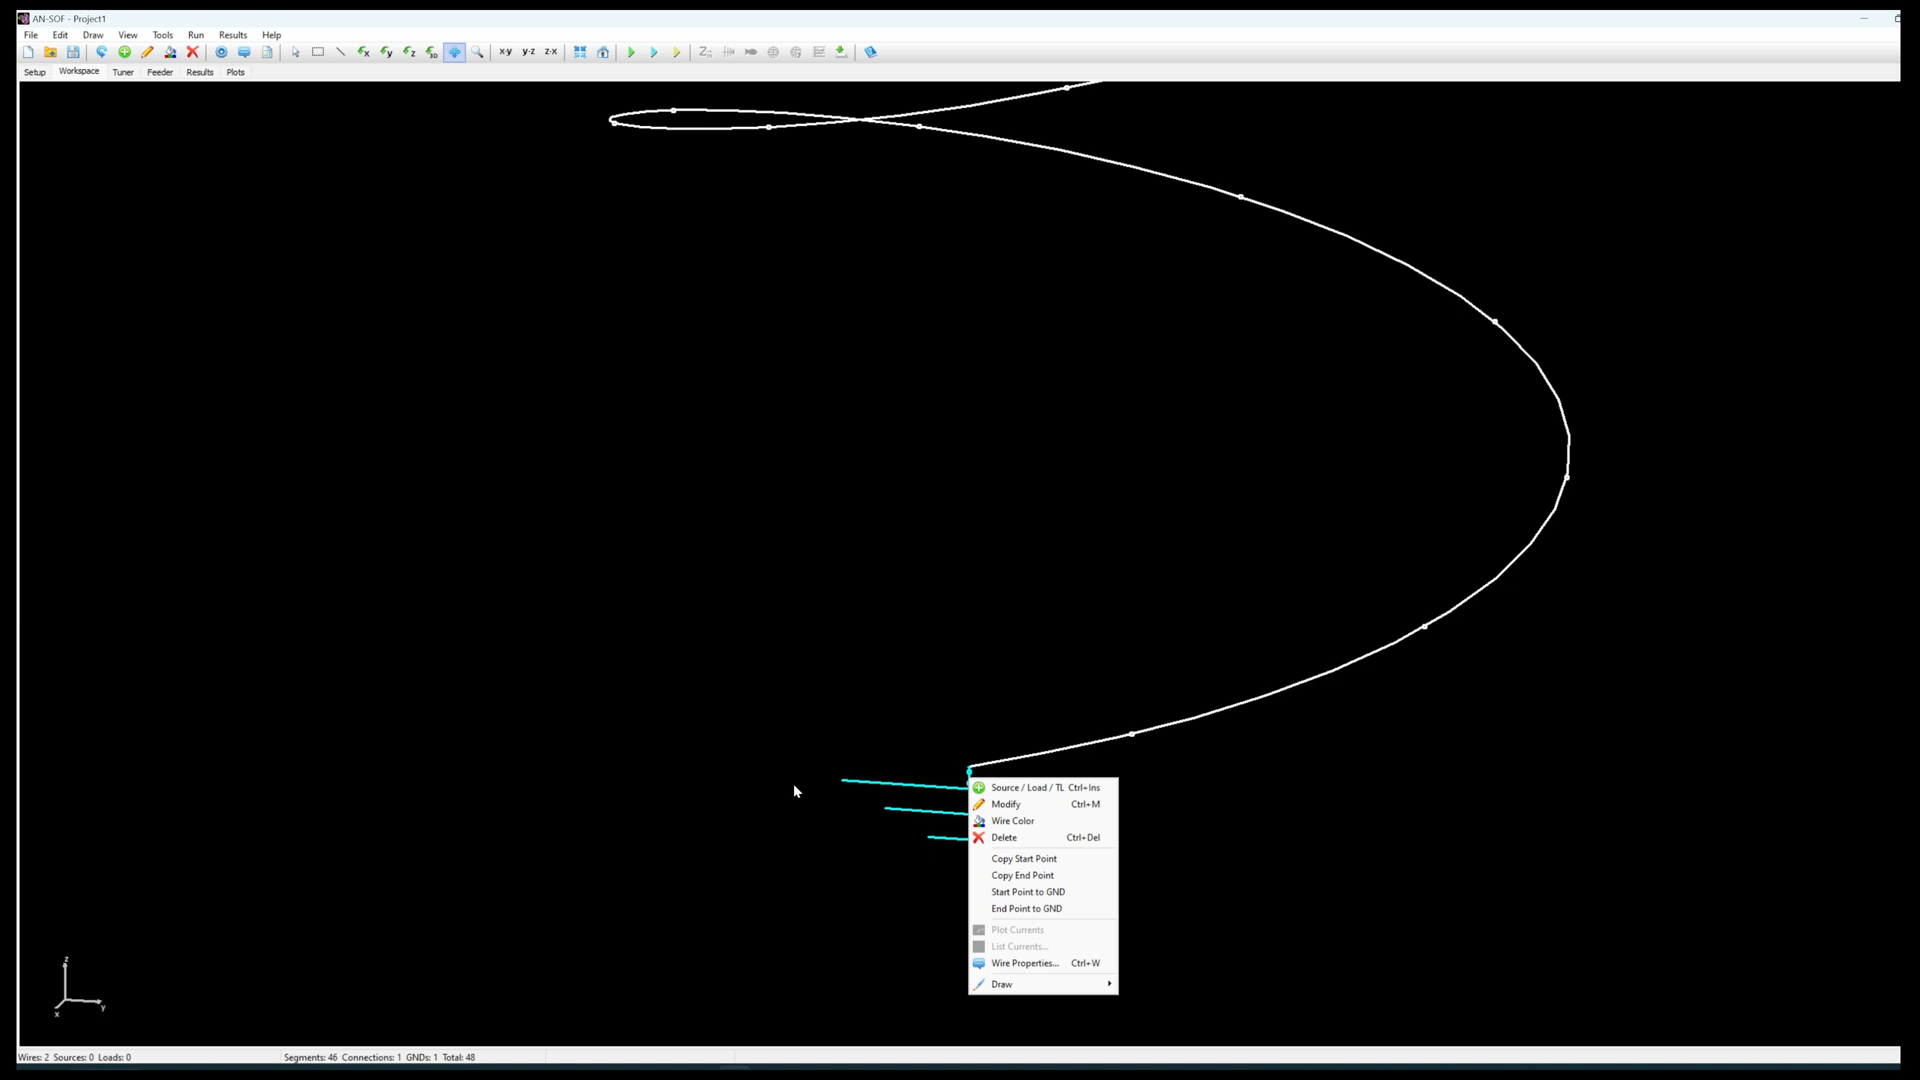 AN-SOF - Project1
File Edit Draw View Tools Run Results Help
x-y y-z z-x
Setup Workspace Tuner Feeder Results Plots
Source / Load / TL Ctrl+Ins
Modify Ctrl+M
Wire Color
Delete Ctrl+Del
Copy Start Point
Copy End Point
Start Point to GND
End Point to GND
Plot Currents
List Currents...
Wire Properties... Ctrl+W
Draw
z
x
y
Wires: 2 Sources: 0 Loads: 0 Segments: 46 Connections: 1 GNDs: 1 Total: 48